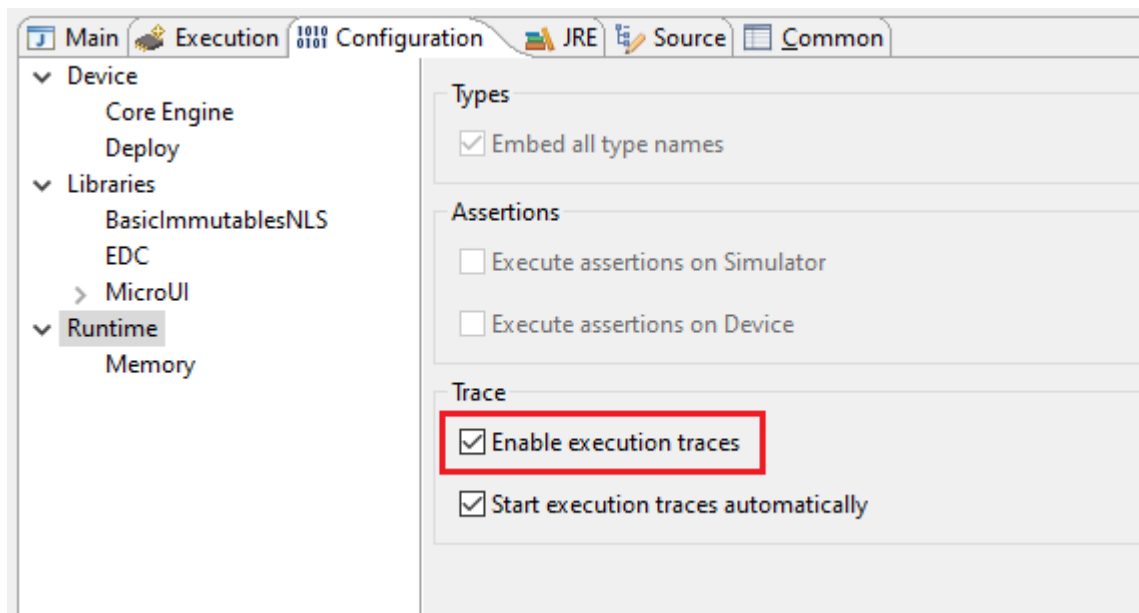 Main Execution Configuration JRE Source Common
Device
Core Engine
Deploy
Libraries
BasicImmutablesNLS
EDC
MicroUI
Runtime
Memory
Types
Embed all type names
Assertions
Execute assertions on Simulator
Execute assertions on Device
Trace
Enable execution traces
Start execution traces automatically